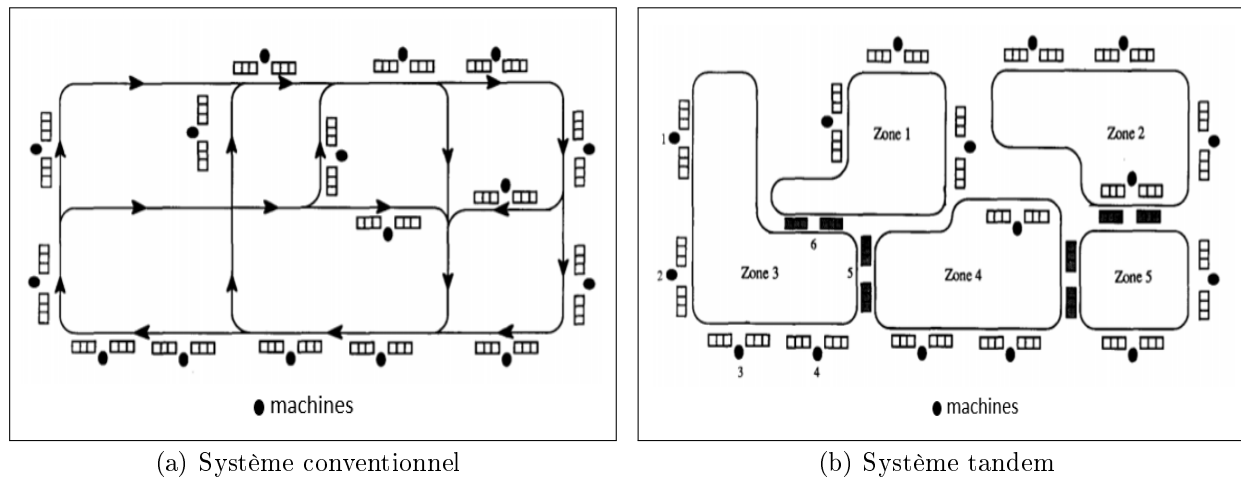 Zone 1
Zone 2
1
2
6
5
Zone 3
Zone 4
Zone 5
3
4
machines
machines
(a) Système conventionnel
(b) Système tandem